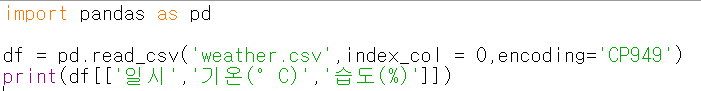 import pandas as pd
df = pd.read_csv('weather.csv',index_col = 0,encoding='CP949')
print(df[['일시','기온(° C)','습도(%)']])